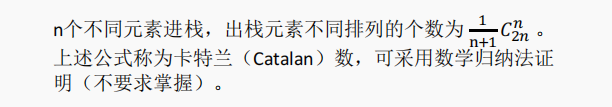 n个不同元素进栈，出栈元素不同排列的个数为 $\frac{1}{n+1}C_{2n}^{n}$ 。
上述公式称为卡特兰（Catalan）数，可采用数学归纳法证
明（不要求掌握）。